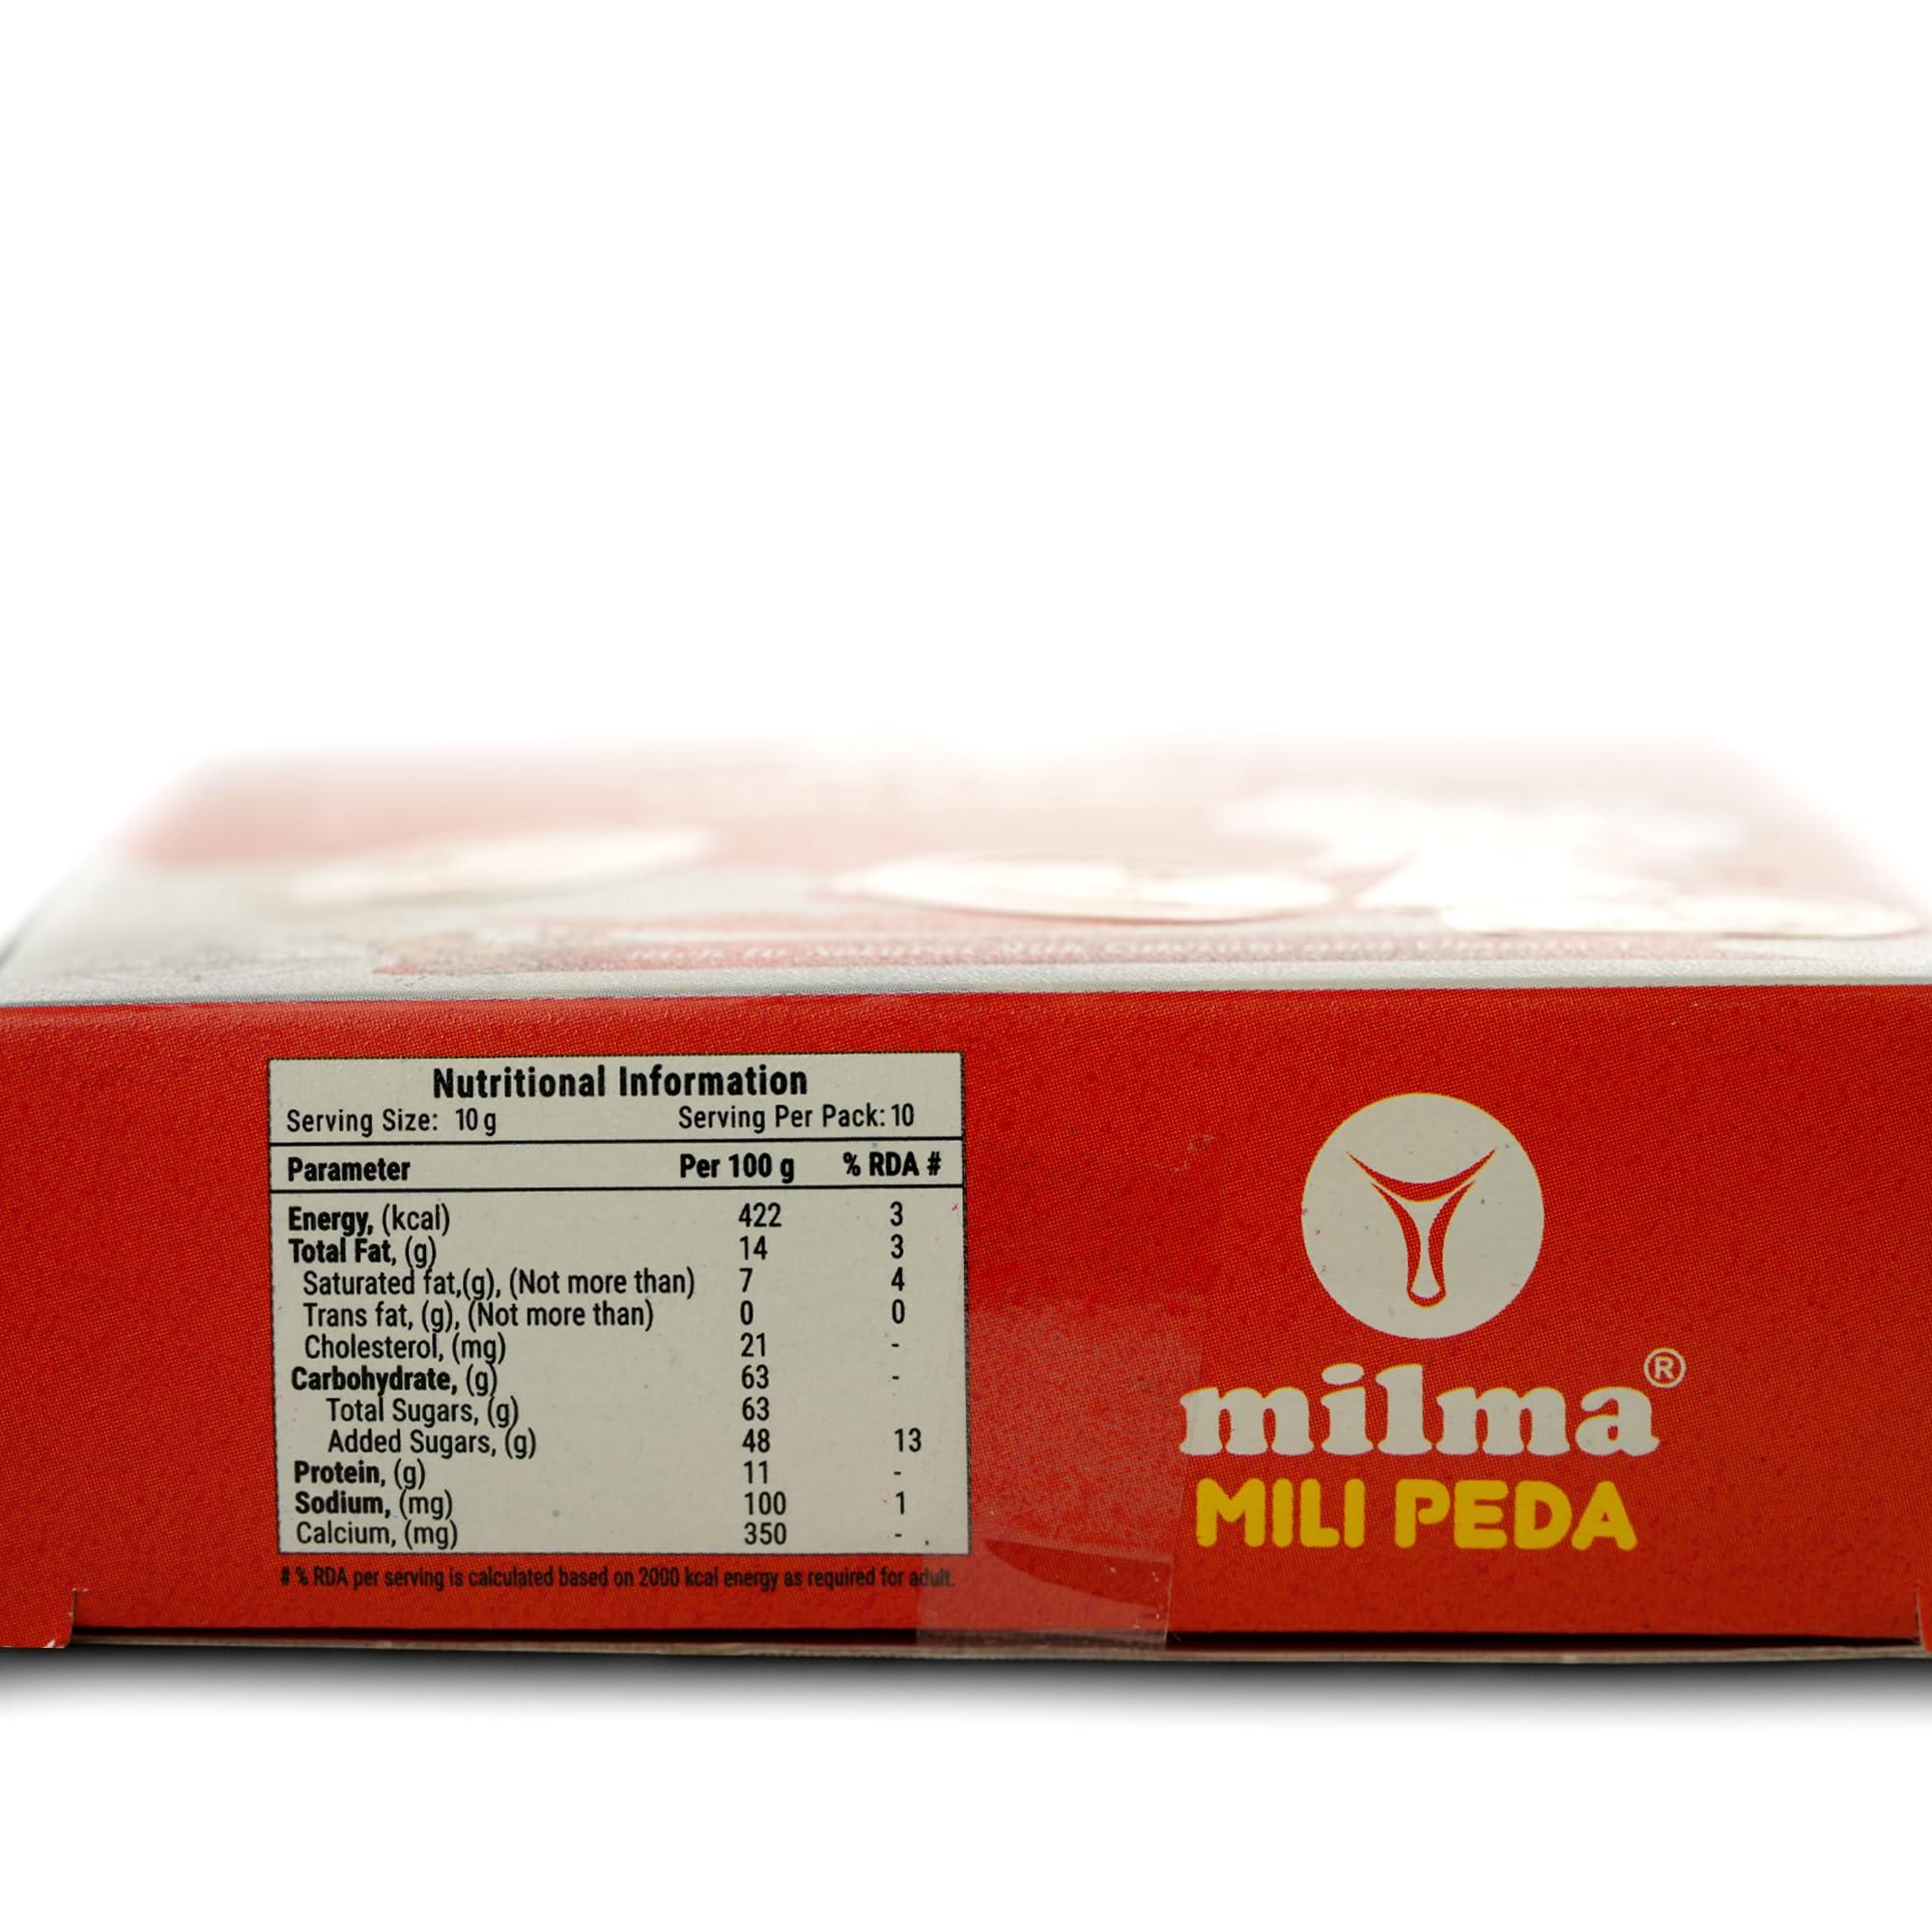 Nutritional Information
Serving Size: 10 g Serving Per Pack: 10
Parameter Per 100 g % RDA #
Energy, (kcal) 422 3
Total Fat, (g) 14 3
Saturated fat,(g), (Not more than) 7 4
Trans fat, (g), (Not more than) 0 0
Cholesterol, (mg) 21 -
Carbohydrate, (g) 63 -
Total Sugars, (g) 63
Added Sugars, (g) 48 13
Protein, (g) 11 -
Sodium, (mg) 100 1
Calcium, (mg) 350 -
# % RDA per serving is calculated based on 2000 kcal energy as required for adult.
milma®
MILI PEDA